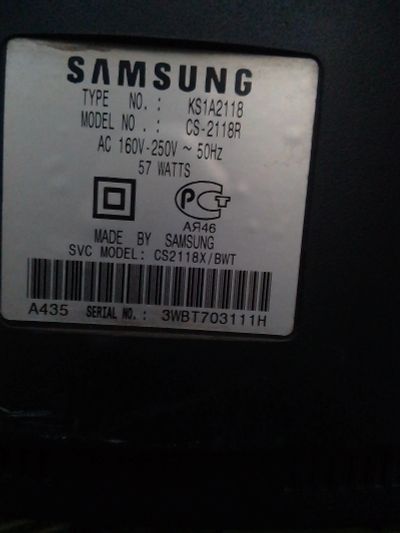 SAMSUNG
TYPE NO. : KS1A2118
MODEL NO . : CS-2118R
AC 160V-250V ~ 50Hz
57 WATTS
РСТ
АЯ46
MADE BY SAMSUNG
SVC MODEL: CS2118X/BWT
A435 SERIAL NO. : 3WBT703111H